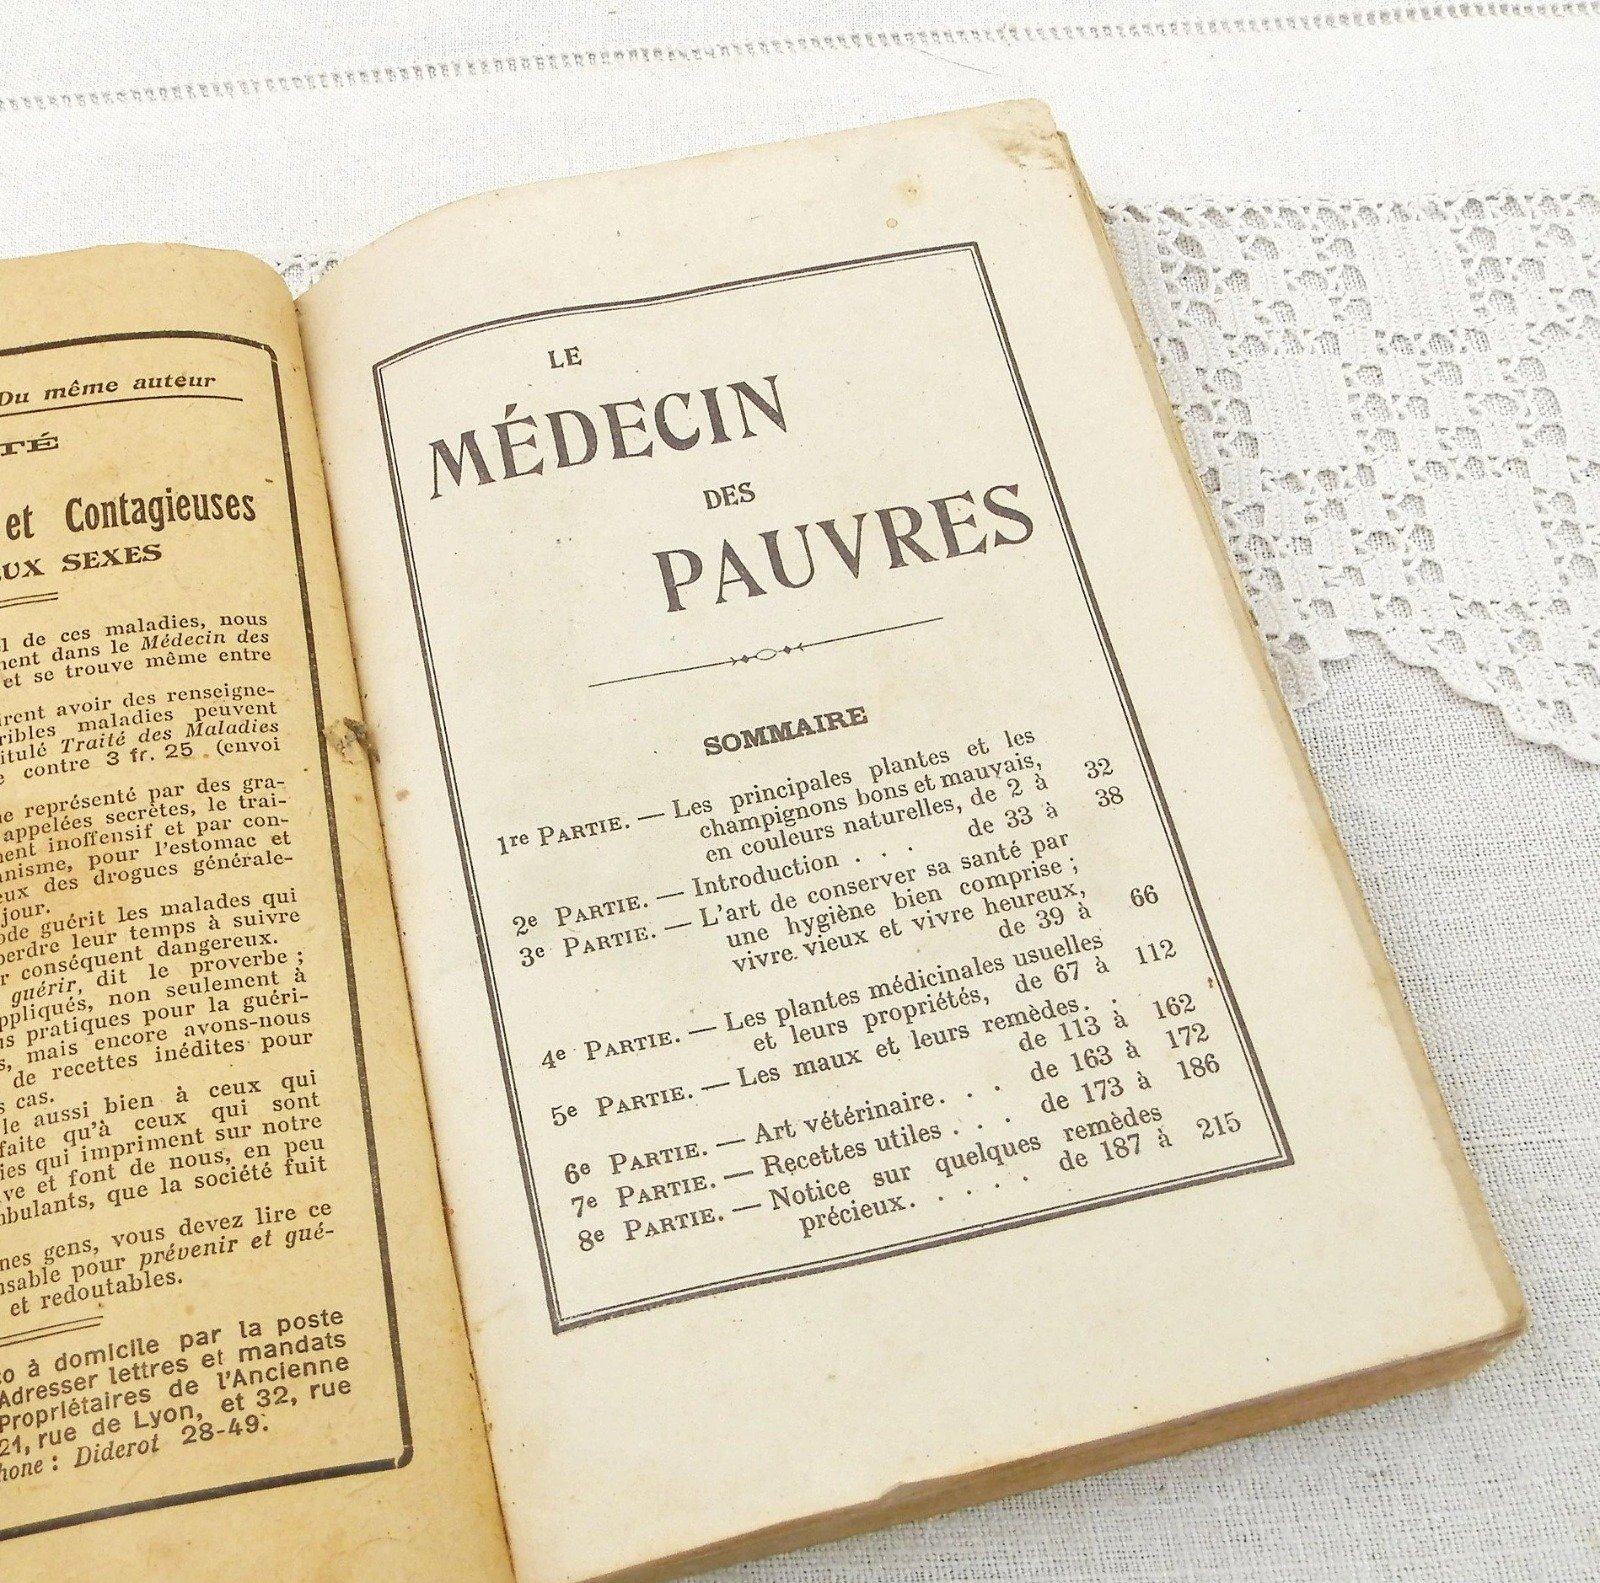 Du même auteur
et Contagieuses
SEXES
de ces maladies, nous
dans le Médecin des
et se trouve même entre
avoir des renseigne-
maladies peuvent
Traité des Maladies
contre 3 fr. 25 (envoi
représenté par des gra-
appelées secrètes, le trai-
inoffensif et par con-
pour l'estomac et
des drogues générale-
jour.
guérit les malades qui
perdre leur temps à suivre
conséquent dangereux.
guérir, dit le proverbe ;
non seulement à
pratiques pour la guéri-
mais encore avons-nous
de recettes inédites pour
cas.
aussi bien à ceux qui
faite qu'à ceux qui sont
qui impriment sur notre
et font de nous, en peu
que la société fuit
gens, vous devez lire ce
pour prévenir et gué-
et redoutables.
à domicile par la poste
Adresser lettres et mandats
Propriétaires de l'Ancienne
21, rue de Lyon, et 32, rue
Diderot 28-49.
LE
MÉDECIN
DES
PAUVRES
SOMMAIRE
1re PARTIE. — Les principales plantes et les
champignons bons et mauvais,
en couleurs naturelles, de 2 à 32
2e PARTIE. — Introduction . . . de 33 à 38
3e PARTIE. — L'art de conserver sa santé par
une hygiène bien comprise ;
vivre vieux et vivre heureux,
de 39 à 66
4e PARTIE. — Les plantes médicinales usuelles
et leurs propriétés, de 67 à 112
5e PARTIE. — Les maux et leurs remèdes. .
de 113 à 162
6e PARTIE. — Art vétérinaire. . . de 163 à 172
7e PARTIE. — Recettes utiles . . . de 173 à 186
8e PARTIE. — Notice sur quelques remèdes
précieux. . . . . de 187 à 215